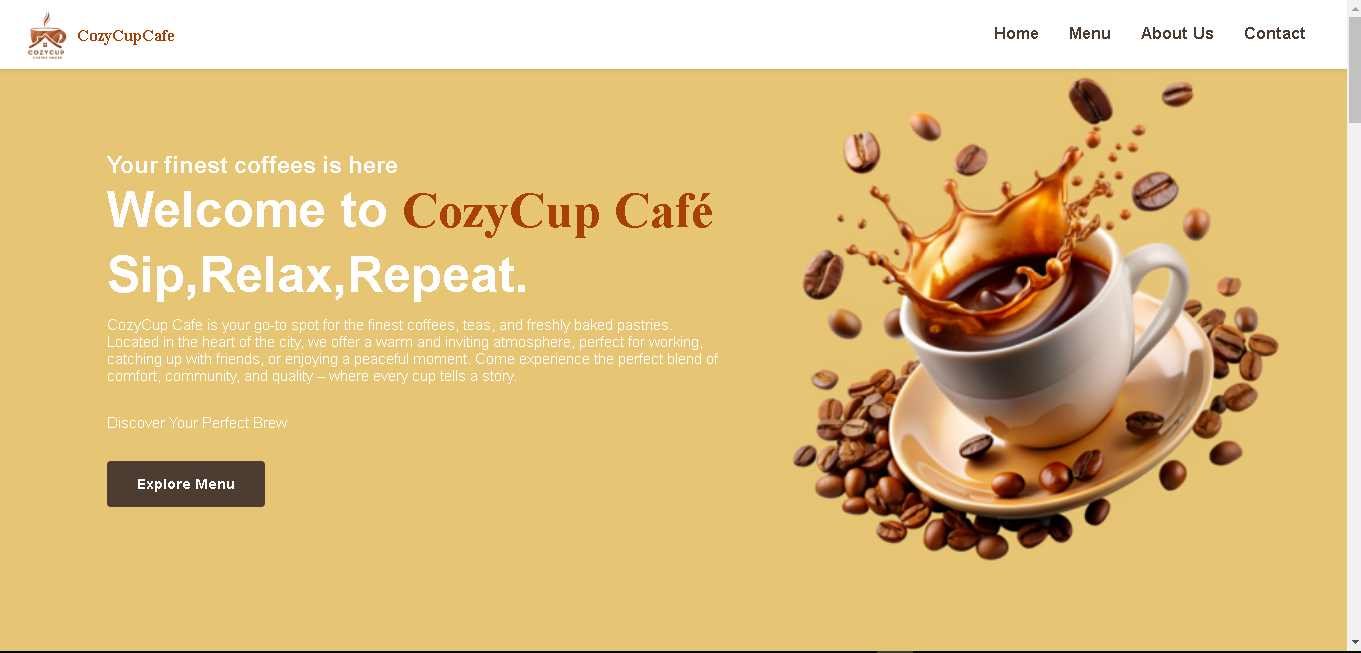 COZYCUP
COFFEE HOUSE
CozyCupCafe
Home Menu About Us Contact
Your finest coffees is here
Welcome to CozyCup Café
Sip,Relax,Repeat.
CozyCup Cafe is your go-to spot for the finest coffees, teas, and freshly baked pastries.
Located in the heart of the city, we offer a warm and inviting atmosphere, perfect for working,
catching up with friends, or enjoying a peaceful moment. Come experience the perfect blend of
comfort, community, and quality – where every cup tells a story.
Discover Your Perfect Brew
Explore Menu